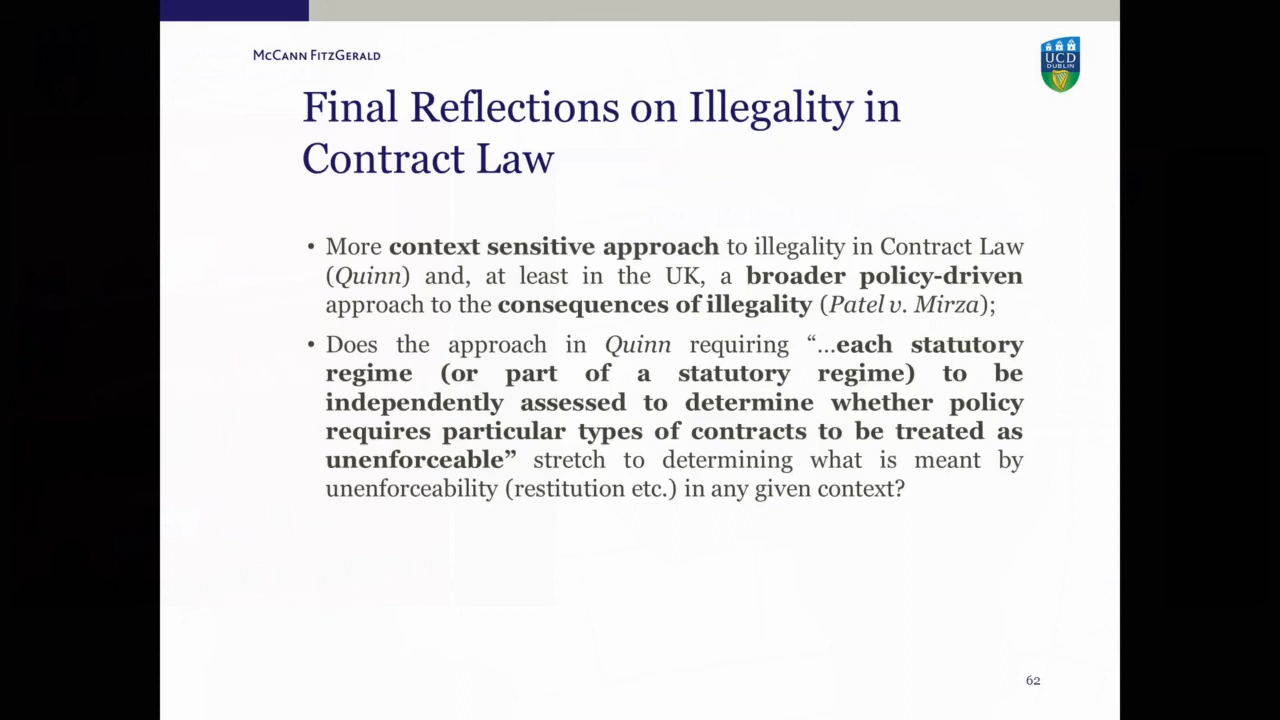 McCann FitzGerald
UCD
DUBLIN
Final Reflections on Illegality in
Contract Law
• More context sensitive approach to illegality in Contract Law
(Quinn) and, at least in the UK, a broader policy-driven
approach to the consequences of illegality (Patel v. Mirza);
• Does the approach in Quinn requiring “…each statutory
regime (or part of a statutory regime) to be
independently assessed to determine whether policy
requires particular types of contracts to be treated as
unenforceable” stretch to determining what is meant by
unenforceability (restitution etc.) in any given context?
62